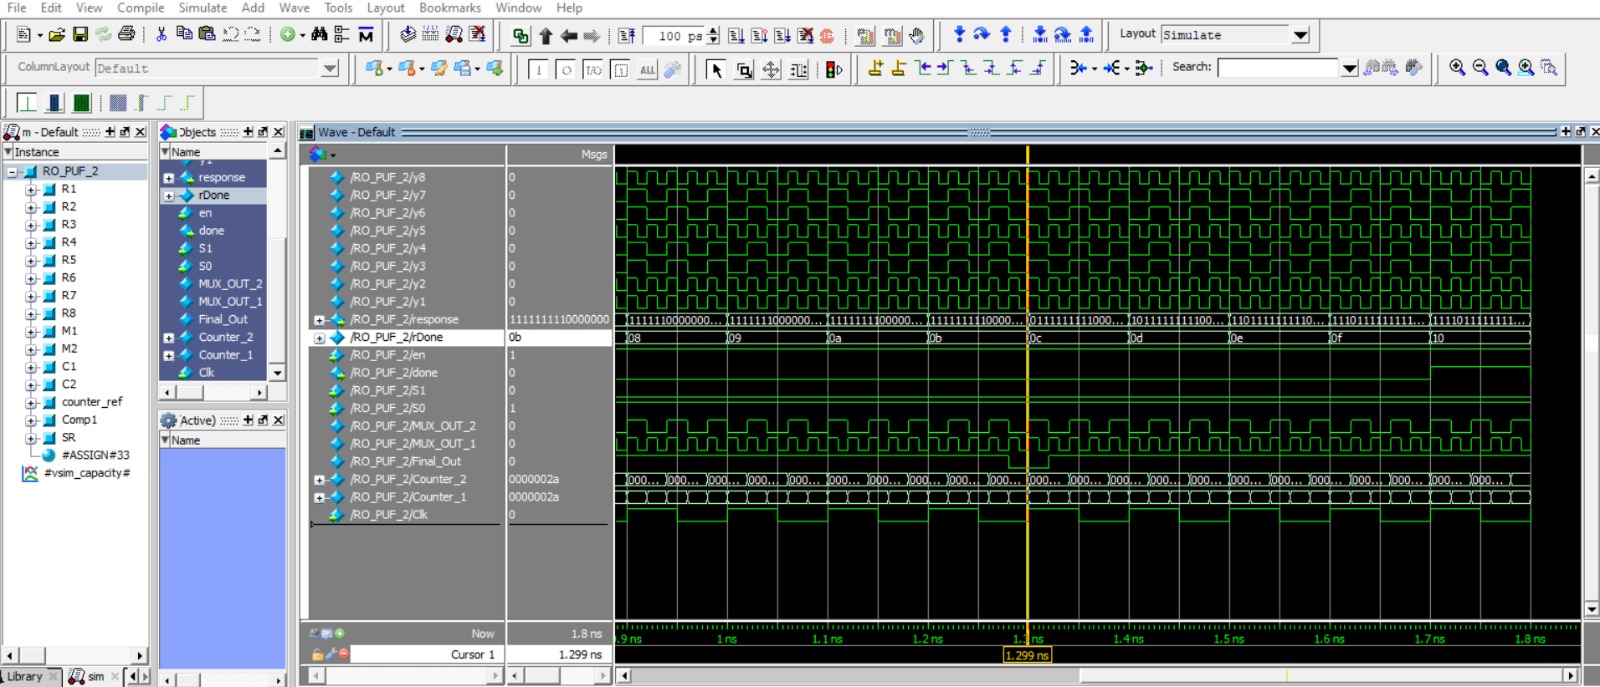 File Edit View Compile Simulate Add Wave Tools Layout Bookmarks Window Help
100 ps
Layout Simulate
ColumnLayout Default
ALL
Search:
m - Default
Instance
RO_PUF_2
R1
R2
R3
R4
R5
R6
R7
R8
M1
M2
C1
C2
counter_ref
Comp1
SR
#ASSIGN#33
#vsim_capacity#
Library
sim
Objects
Name
response
rDone
en
done
S1
S0
MUX_OUT_2
MUX_OUT_1
Final_Out
Counter_2
Counter_1
Clk
(Active)
Name
Wave - Default
Msgs
/RO_PUF_2/y8 0
/RO_PUF_2/y7 0
/RO_PUF_2/y6 0
/RO_PUF_2/y5 0
/RO_PUF_2/y4 0
/RO_PUF_2/y3 0
/RO_PUF_2/y2 0
/RO_PUF_2/y1 0
/RO_PUF_2/response 1111111110000000 1111110000000... 1111111000000... 1111111100000... 1111111110000... 0111111111000... 1011111111100... 1101111111110... 1110111111111... 1111011111111...
/RO_PUF_2/rDone 0b 08 09 0a 0b 0c 0d 0e 0f 10
/RO_PUF_2/en 1
/RO_PUF_2/done 0
/RO_PUF_2/S1 0
/RO_PUF_2/S0 1
/RO_PUF_2/MUX_OUT_2 0
/RO_PUF_2/MUX_OUT_1 0
/RO_PUF_2/Final_Out 0
/RO_PUF_2/Counter_2 0000002a 000... 000... 000... 000... 000... 000... 000... 000... 000... 000... 000... 000... 000... 000... 000... 000... 000... 000... 000... 000... 000... 000...
/RO_PUF_2/Counter_1 0000002a
/RO_PUF_2/Clk 0
Now 1.8 ns
Cursor 1 1.299 ns
0.9 ns 1 ns 1.1 ns 1.2 ns 1.3 ns 1.4 ns 1.5 ns 1.6 ns 1.7 ns 1.8 ns
1.299 ns